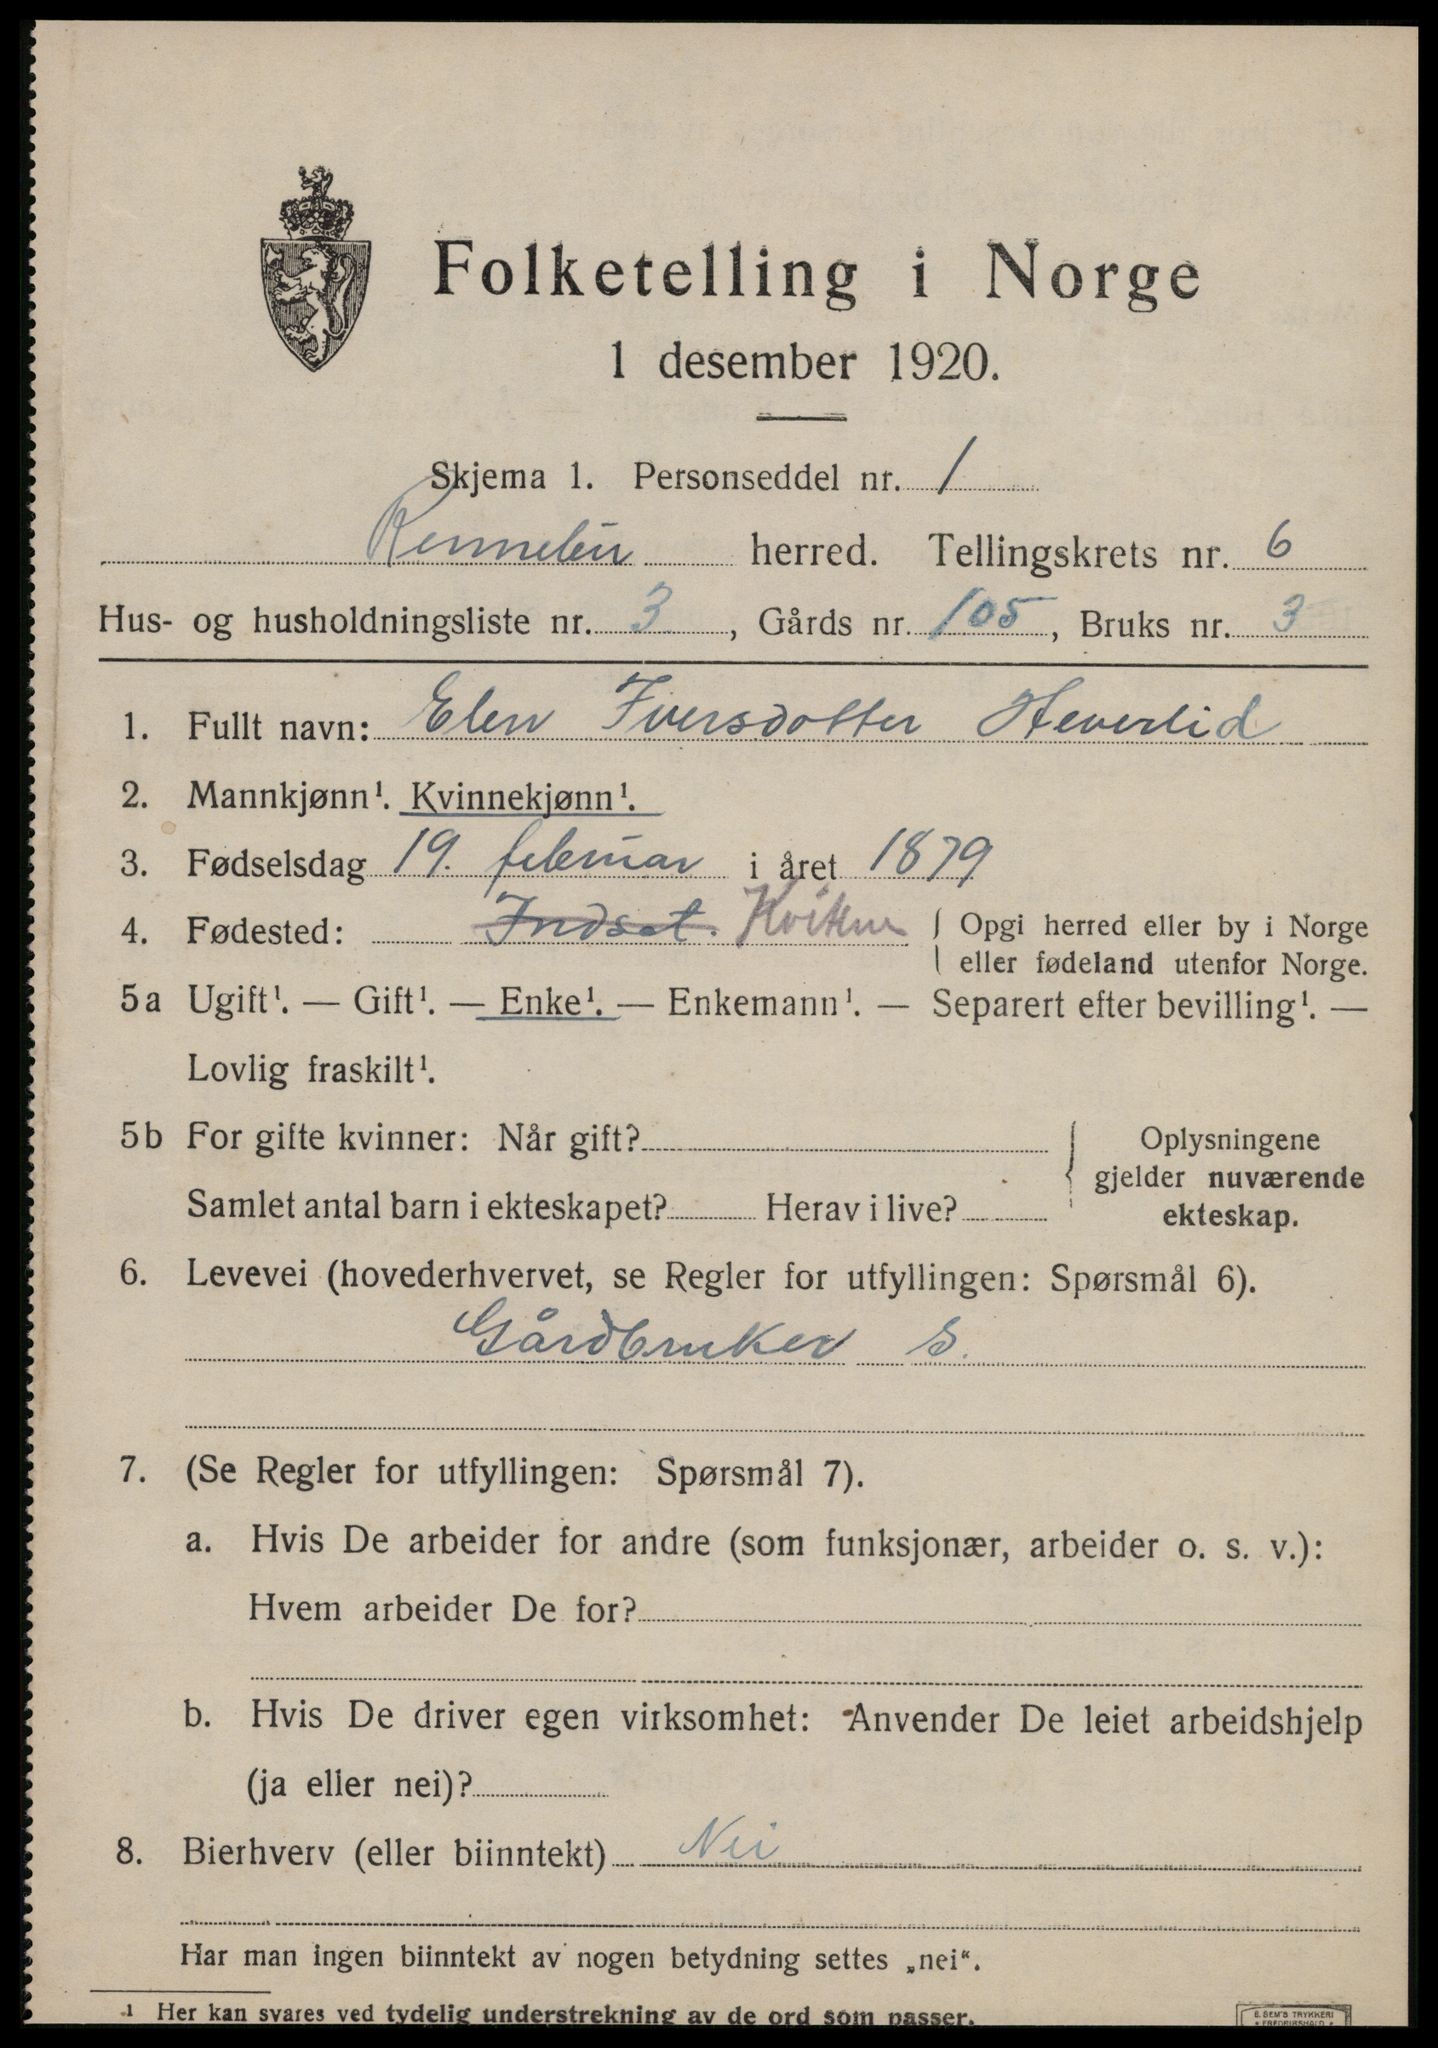 Folketelling i Norge
1 desember 1920.
Skjema 1. Personseddel nr. 1
Rennebu herred. Tellingskrets nr. 6
Hus- og husholdningsliste nr. 3, Gårds nr. 105, Bruks nr. 3
1. Fullt navn: Elen Iversdotter Heverlid
2. Mannkjønn¹. Kvinnekjønn¹.
3. Fødselsdag 19. februar i året 1879
4. Fødested: Indset. Kvikne { Opgi herred eller by i Norge
eller fødeland utenfor Norge.
5a Ugift¹. — Gift¹. — Enke¹. — Enkemann¹. — Separert efter bevilling¹. —
Lovlig fraskilt¹.
5b For gifte kvinner: Når gift? { Oplysningene
gjelder nuværende
Samlet antal barn i ekteskapet? Herav i live? ekteskap.
6. Levevei (hovederhvervet, se Regler for utfyllingen: Spørsmål 6).
Gårdbruker S.
7. (Se Regler for utfyllingen: Spørsmål 7).
a. Hvis De arbeider for andre (som funksjonær, arbeider o. s. v.):
Hvem arbeider De for?
b. Hvis De driver egen virksomhet: Anvender De leiet arbeidshjelp
(ja eller nei)?
8. Bierhverv (eller biinntekt) Nei
Har man ingen biinntekt av nogen betydning settes „nei“.
¹ Her kan svares ved tydelig understrekning av de ord som passer.
E. SEM'S TRYKKERI
FREDRIKSHALD